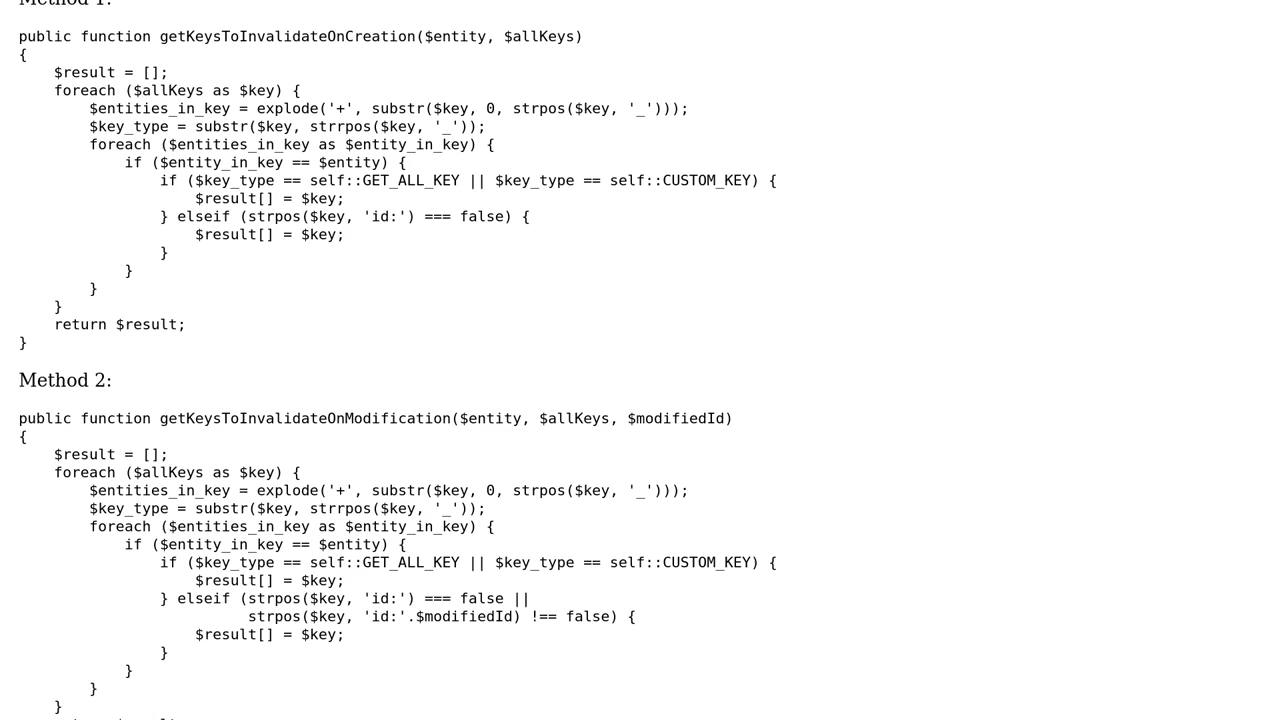 Method 1:
public function getKeysToInvalidateOnCreation($entity, $allKeys)
{
    $result = [];
    foreach ($allKeys as $key) {
        $entities_in_key = explode('+', substr($key, 0, strpos($key, '_')));
        $key_type = substr($key, strrpos($key, '_'));
        foreach ($entities_in_key as $entity_in_key) {
            if ($entity_in_key == $entity) {
                if ($key_type == self::GET_ALL_KEY || $key_type == self::CUSTOM_KEY) {
                    $result[] = $key;
                } elseif (strpos($key, 'id:') === false) {
                    $result[] = $key;
                }
            }
        }
    }
    return $result;
}
Method 2:
public function getKeysToInvalidateOnModification($entity, $allKeys, $modifiedId)
{
    $result = [];
    foreach ($allKeys as $key) {
        $entities_in_key = explode('+', substr($key, 0, strpos($key, '_')));
        $key_type = substr($key, strrpos($key, '_'));
        foreach ($entities_in_key as $entity_in_key) {
            if ($entity_in_key == $entity) {
                if ($key_type == self::GET_ALL_KEY || $key_type == self::CUSTOM_KEY) {
                    $result[] = $key;
                } elseif (strpos($key, 'id:') === false ||
                          strpos($key, 'id:'.$modifiedId) !== false) {
                    $result[] = $key;
                }
            }
        }
    }